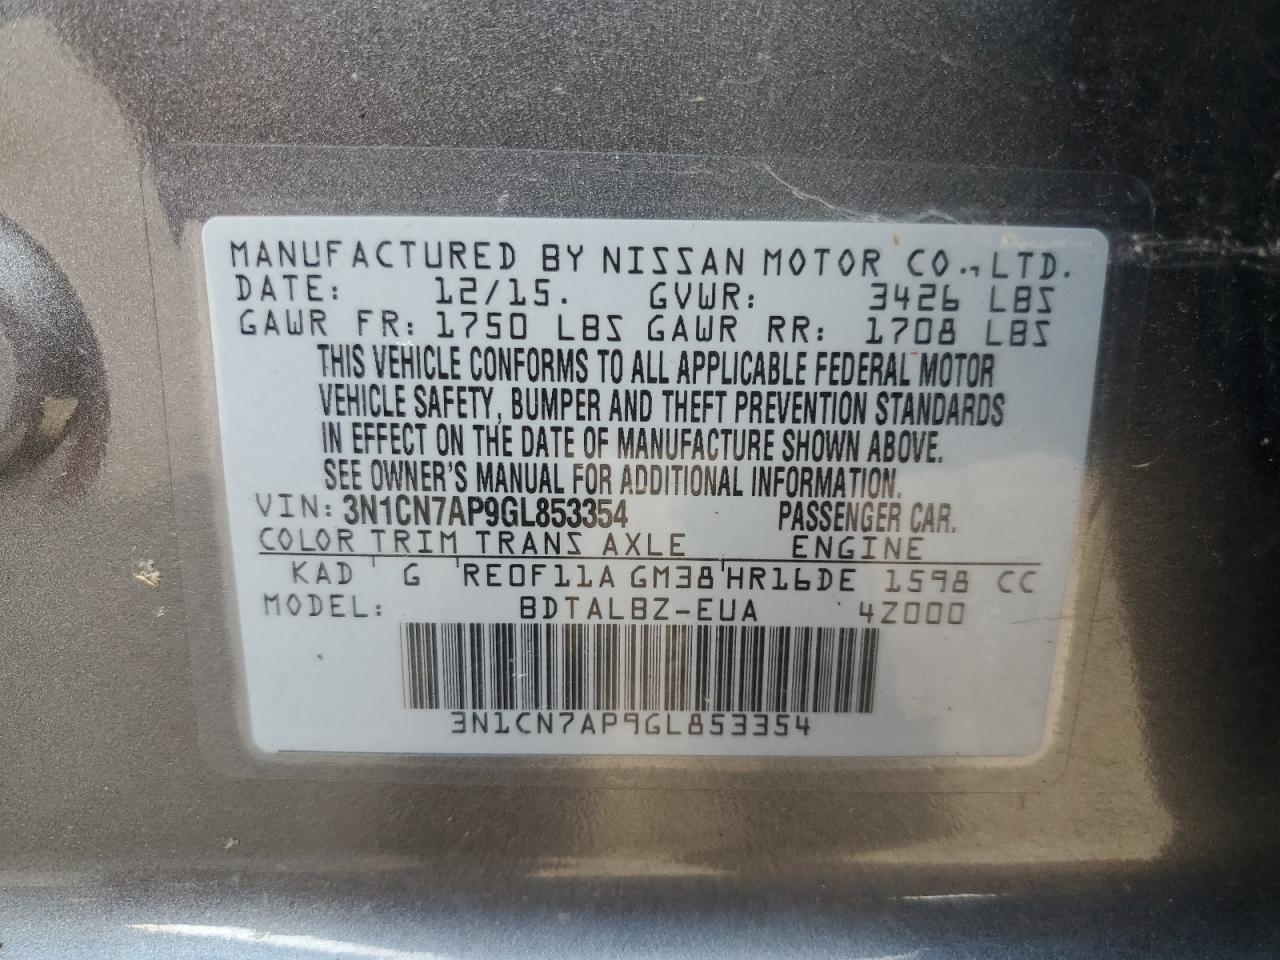 MANUFACTURED BY NISSAN MOTOR CO., LTD.
DATE: 12/15. GVWR: 3426 LBS
GAWR FR: 1750 LBS GAWR RR: 1708 LBS
THIS VEHICLE CONFORMS TO ALL APPLICABLE FEDERAL MOTOR
VEHICLE SAFETY, BUMPER AND THEFT PREVENTION STANDARDS
IN EFFECT ON THE DATE OF MANUFACTURE SHOWN ABOVE.
SEE OWNER'S MANUAL FOR ADDITIONAL INFORMATION.
VIN: 3N1CN7AP9GL853354 PASSENGER CAR.
COLOR TRIM TRANS AXLE ENGINE
KAD ' G 'RE0F11A GM38'HR16DE 1598 CC
MODEL: BDTALBZ-EUA 4Z000
3N1CN7AP9GL853354